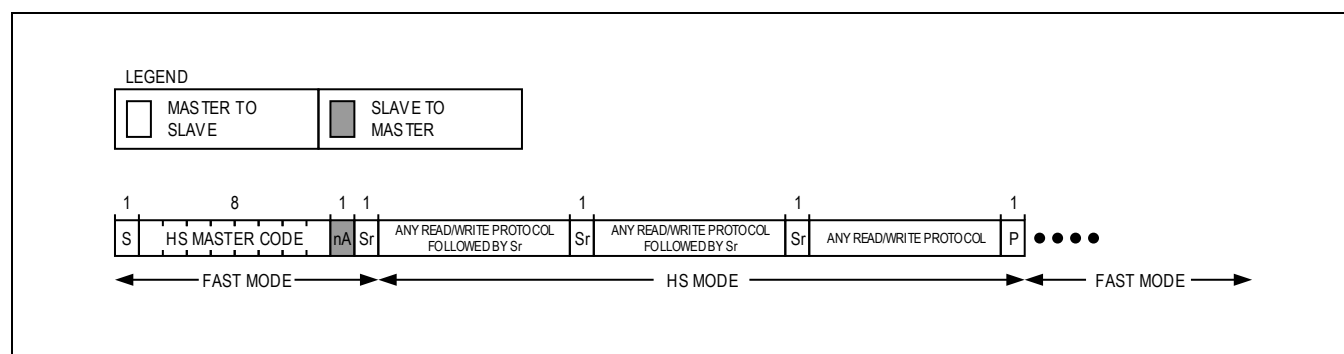 LEGEND
MASTER TO
SLAVE
SLAVE TO
MASTER
1 8 1 1 1 1 1
S HS MASTER CODE nA Sr ANY READ/WRITE PROTOCOL FOLLOWED BY Sr Sr ANY READ/WRITE PROTOCOL FOLLOWED BY Sr Sr ANY READ/WRITE PROTOCOL P
FAST MODE HS MODE FAST MODE